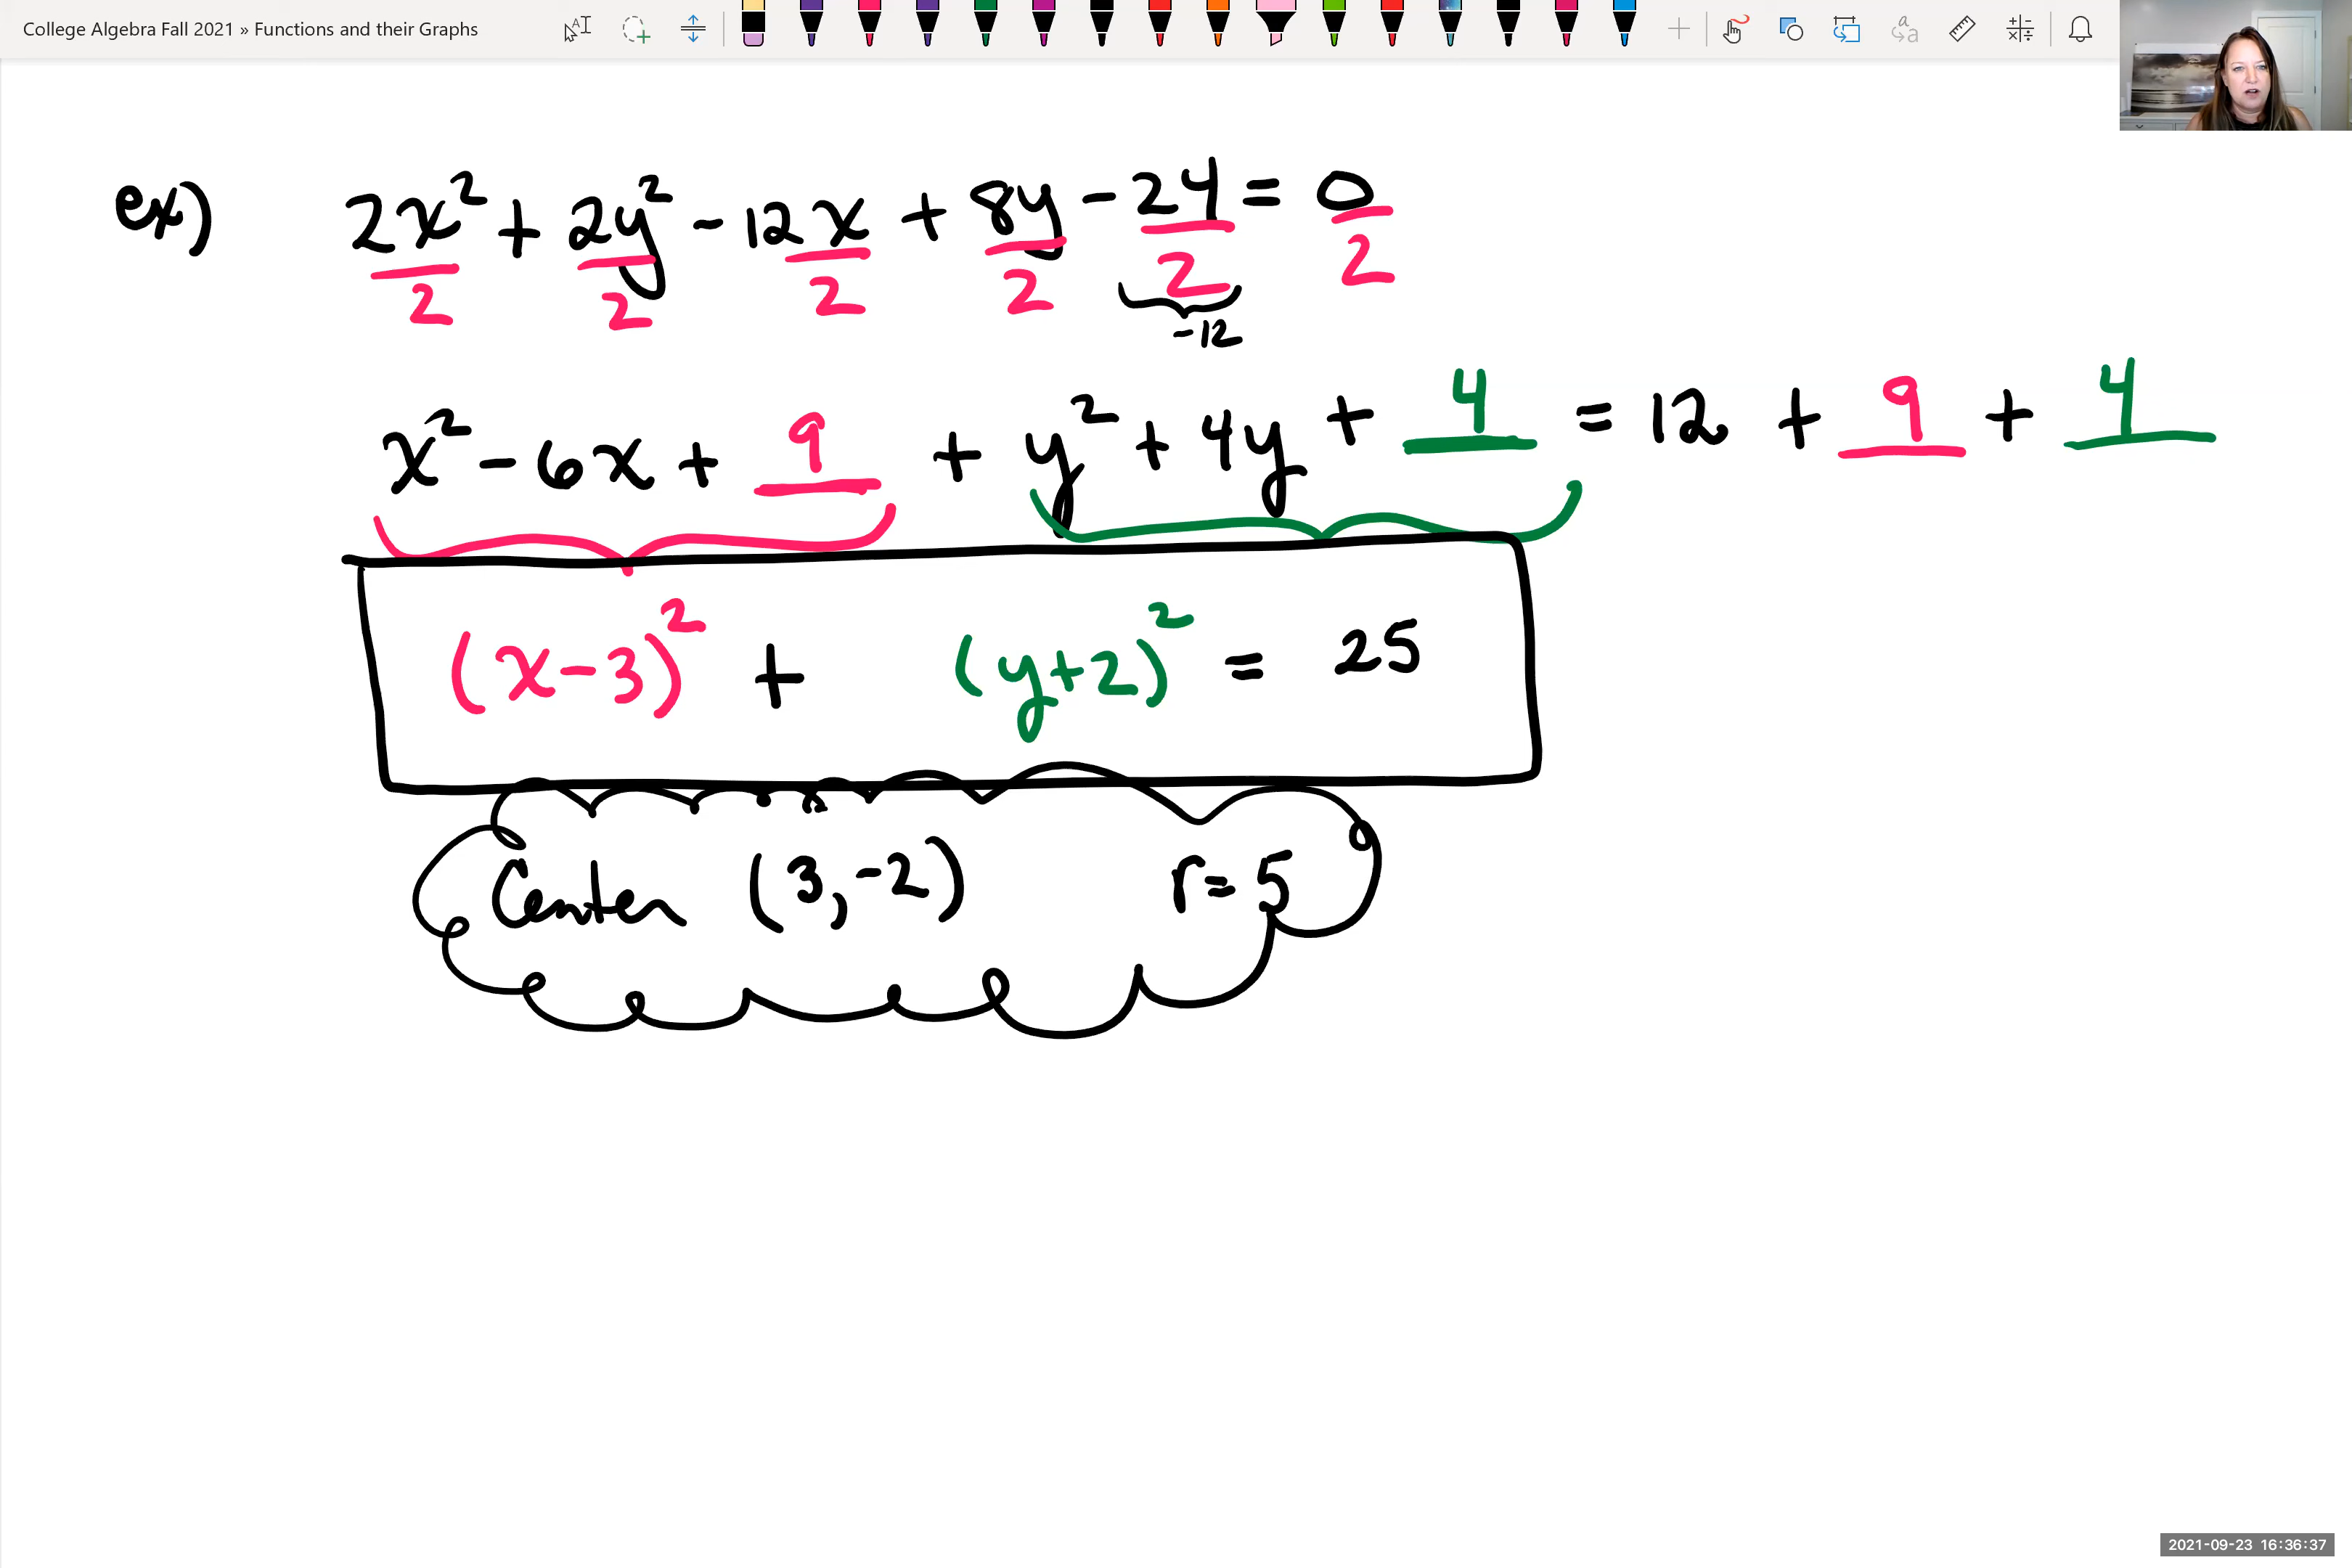 College Algebra Fall 2021 » Functions and their Graphs
ex) 2x² + 2y² - 12x + 8y - 24 = 0
2 2 2 2 2 2
-12
x² - 6x + 9 + y² + 4y + 4 = 12 + 9 + 4
(x-3)² + (y+2)² = 25
Center (3,-2) r=5
2021-09-23 16:36:37